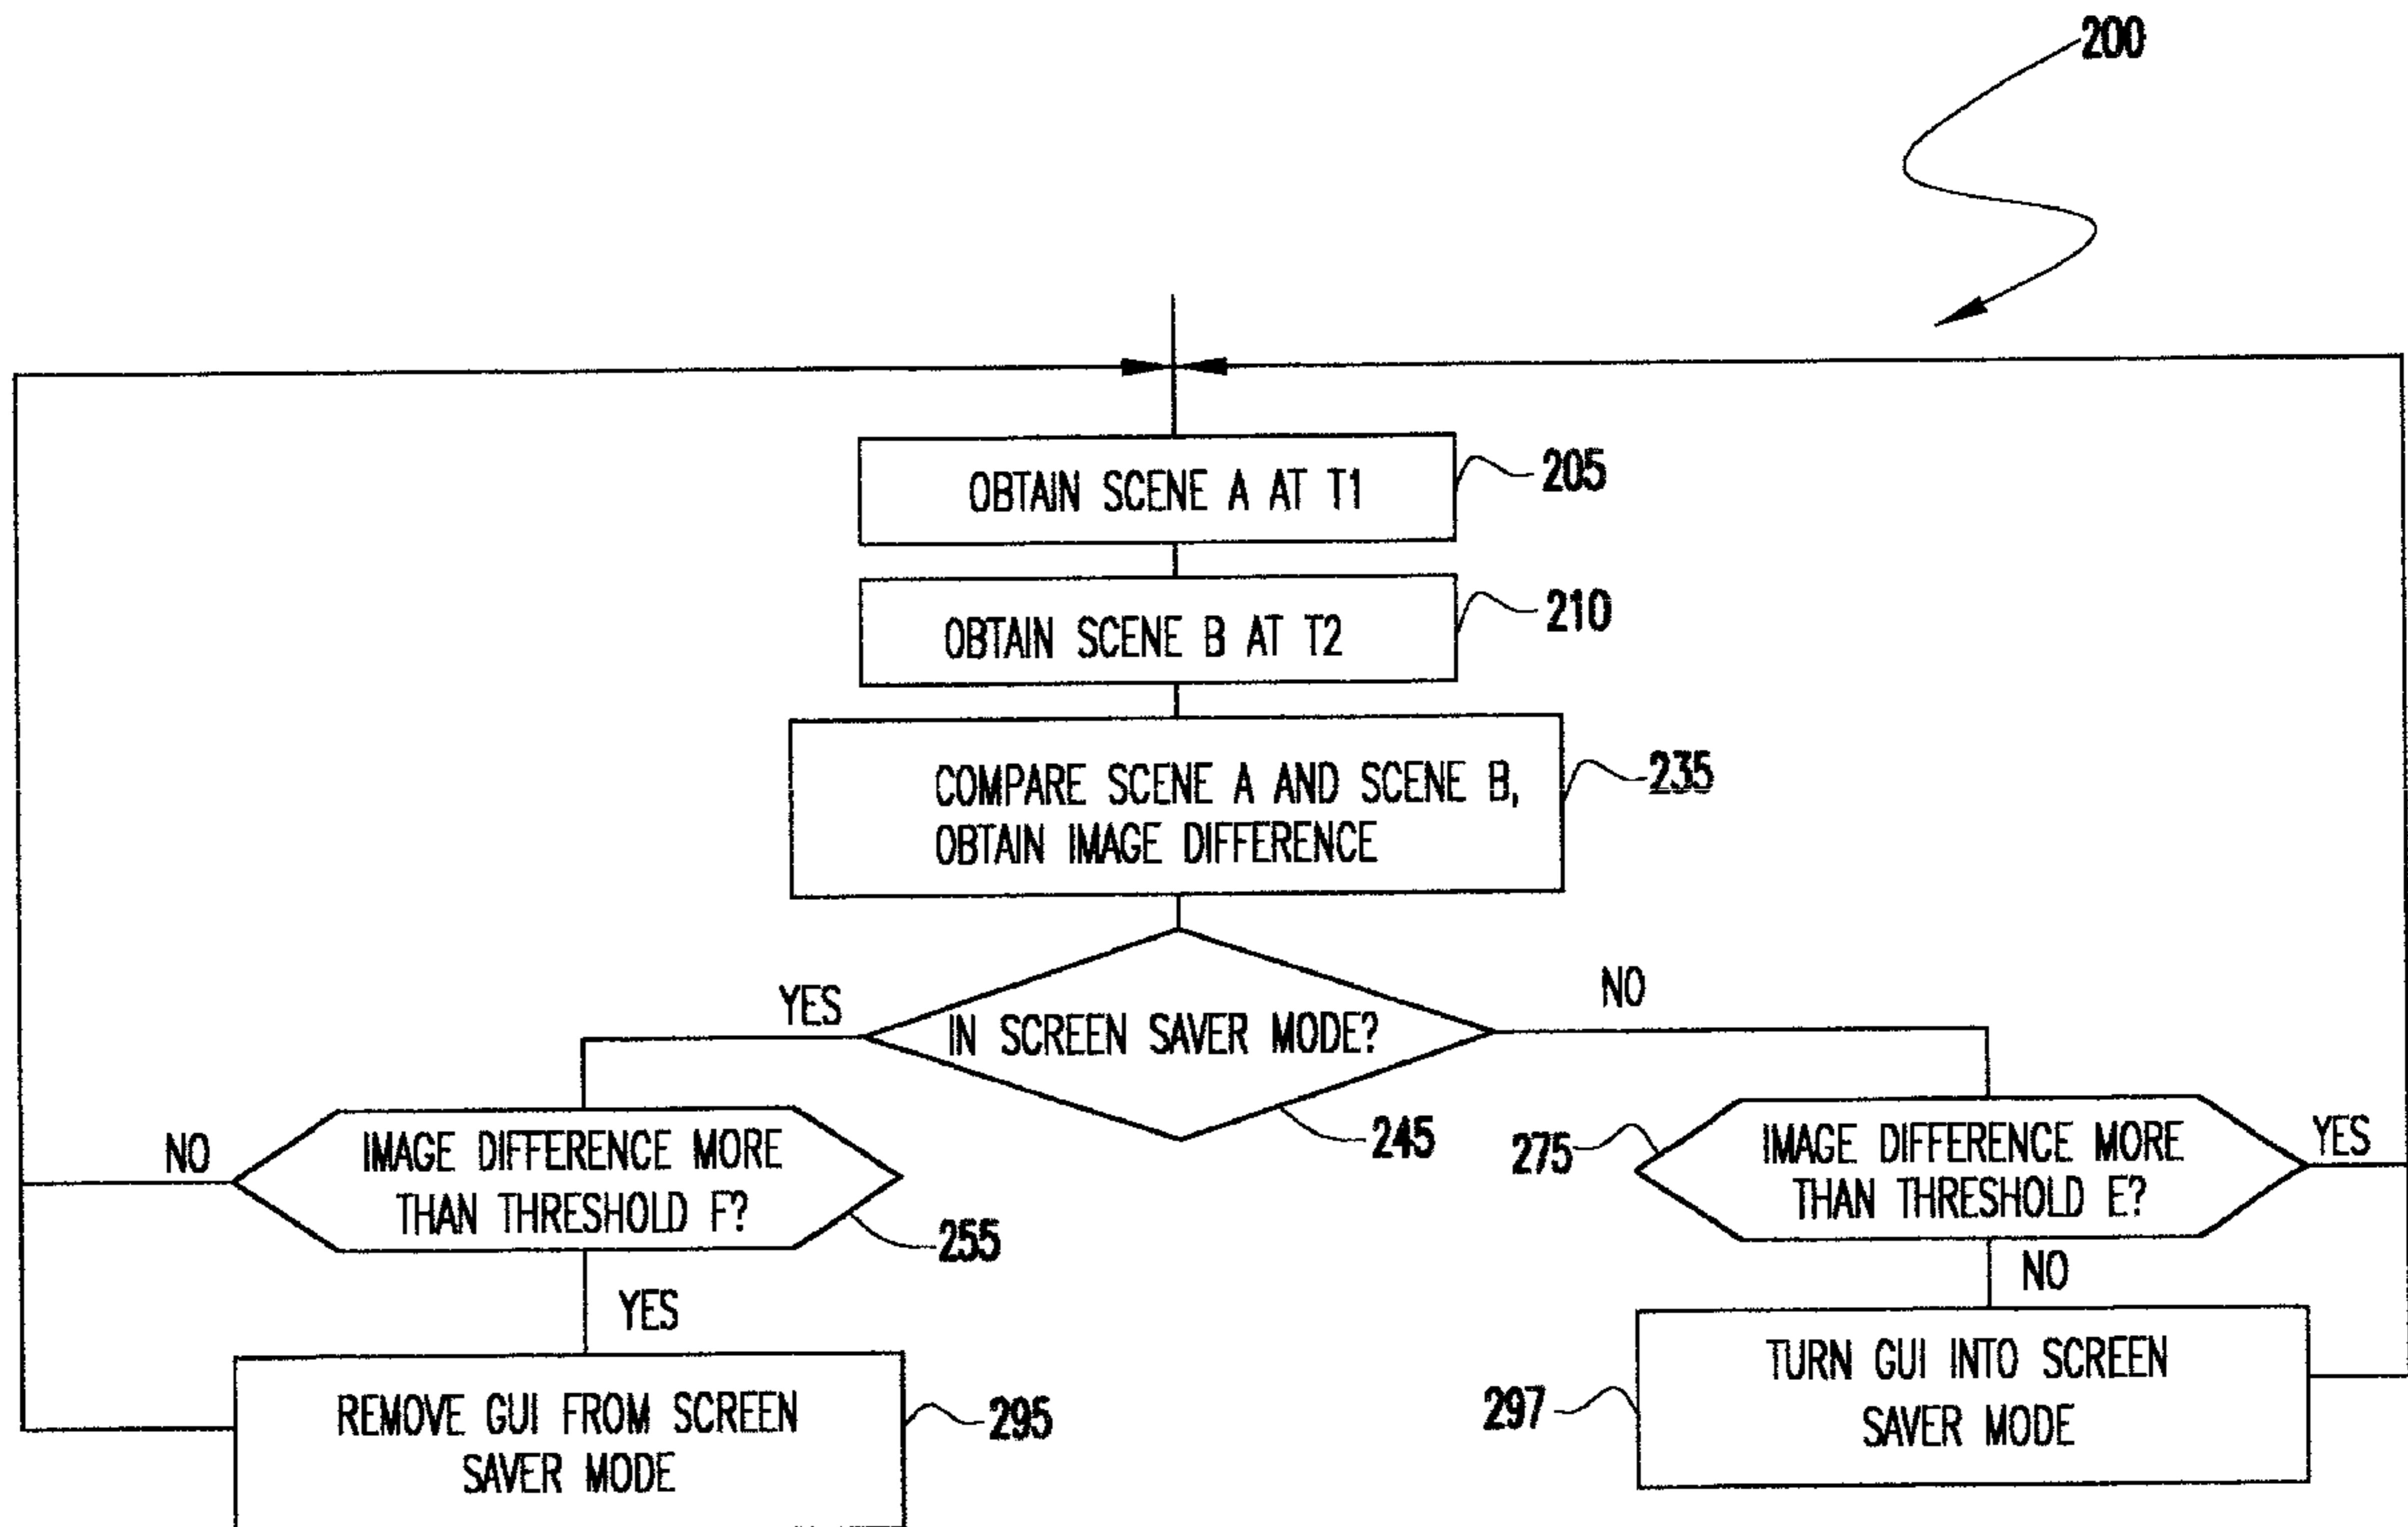 200
OBTAIN SCENE A AT T1
205
OBTAIN SCENE B AT T2
210
COMPARE SCENE A AND SCENE B,
OBTAIN IMAGE DIFFERENCE
235
YES
IN SCREEN SAVER MODE?
NO
245
NO
IMAGE DIFFERENCE MORE
THAN THRESHOLD F?
255
275
IMAGE DIFFERENCE MORE
THAN THRESHOLD E?
YES
YES
NO
REMOVE GUI FROM SCREEN
SAVER MODE
295
297
TURN GUI INTO SCREEN
SAVER MODE